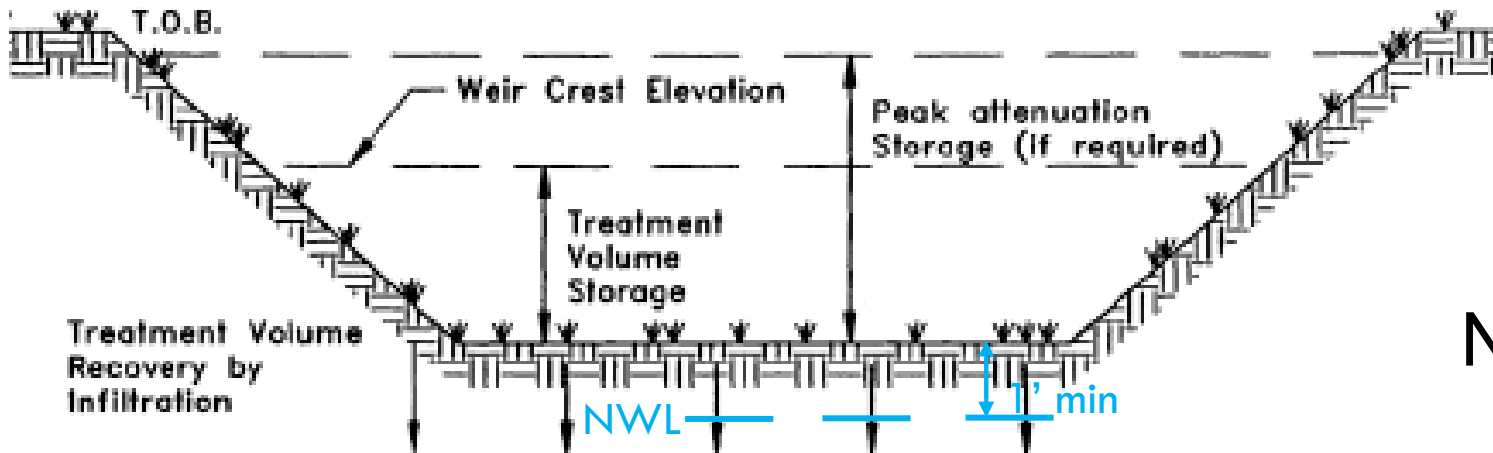 T.O.B.
Weir Crest Elevation
Peak attenuation
Storage (if required)
Treatment
Volume
Storage
Treatment Volume
Recovery by
Infiltration
NWL
1' min
N